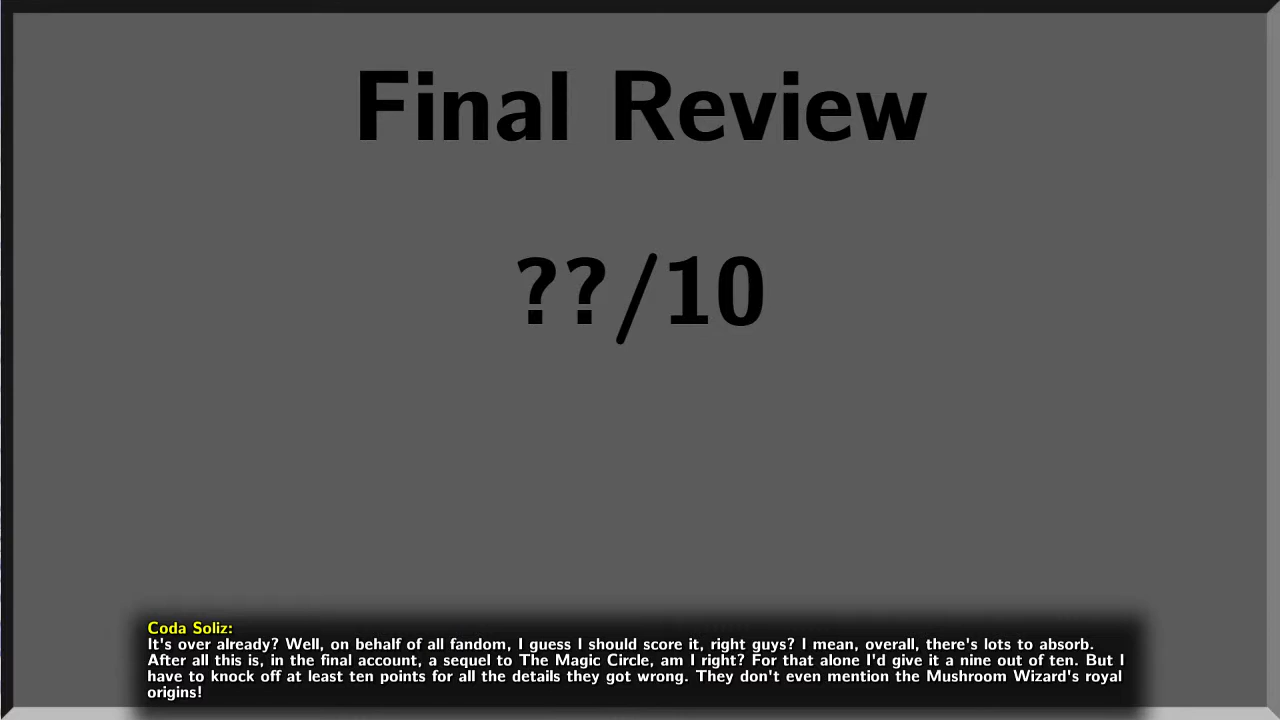 Final Review
??/10
Coda Soliz:
It's over already? Well, on behalf of all fandom, I guess I should score it, right guys? I mean, overall, there's lots to absorb.
After all this is, in the final account, a sequel to The Magic Circle, am I right? For that alone I'd give it a nine out of ten. But I
have to knock off at least ten points for all the details they got wrong. They don't even mention the Mushroom Wizard's royal
origins!